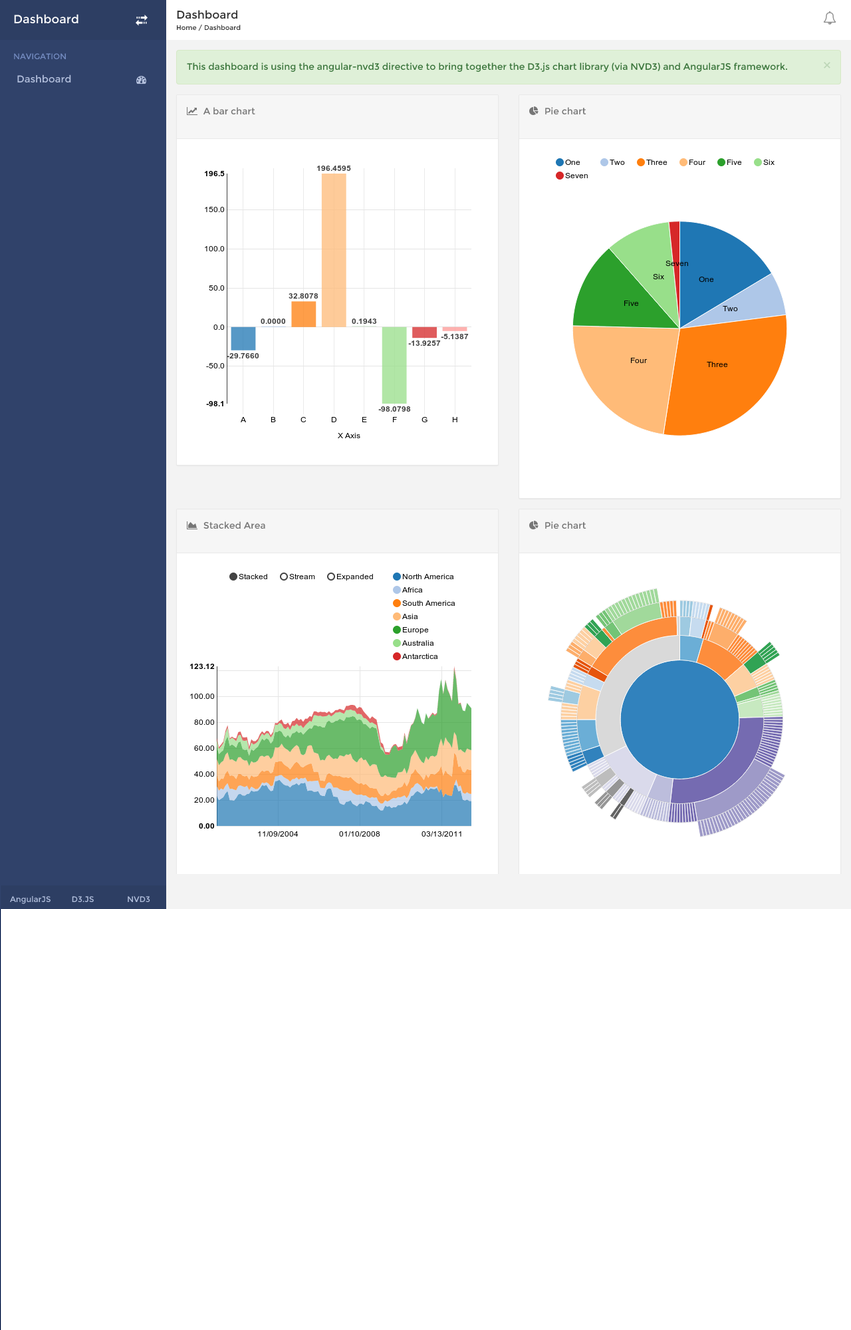 Dashboard
NAVIGATION
Dashboard
AngularJS D3.JS NVD3
Dashboard
Home / Dashboard
This dashboard is using the angular-nvd3 directive to bring together the D3.js chart library (via NVD3) and AngularJS framework. ×
A bar chart
196.4595
196.5
150.0
100.0
50.0
32.8078
0.0000
0.1943
0.0
-29.7660
-13.9257
-5.1387
-50.0
-98.1
-98.0798
A B C D E F G H
X Axis
Pie chart
One Two Three Four Five Six
Seven
Seven
Six
One
Five
Two
Four
Three
Stacked Area
Stacked Stream Expanded North America
Africa
South America
Asia
Europe
Australia
Antarctica
123.12
100.00
80.00
60.00
40.00
20.00
0.00
11/09/2004 01/10/2008 03/13/2011
Pie chart